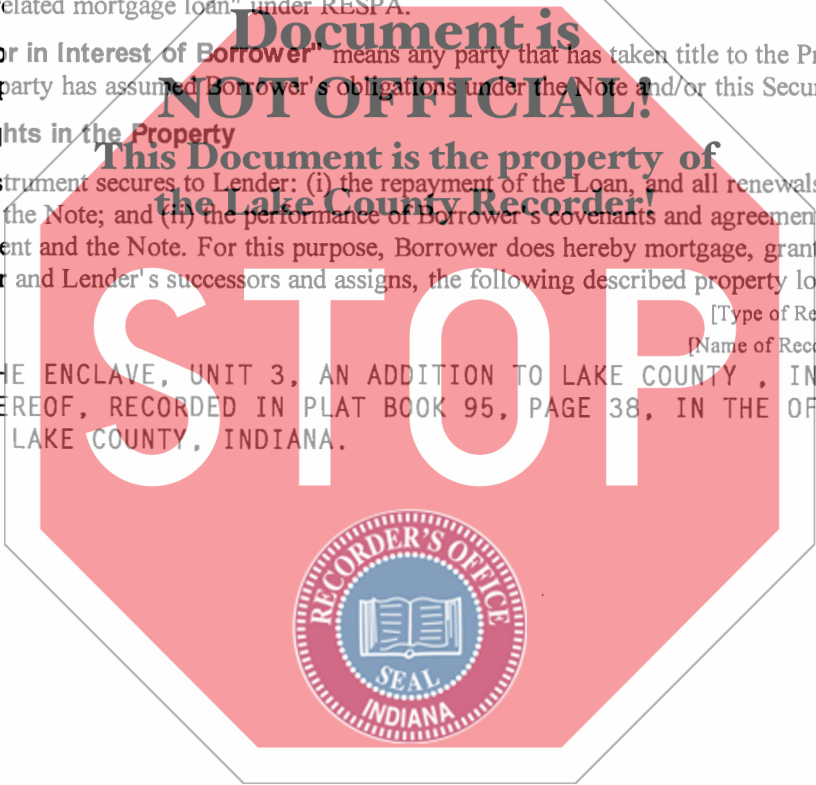 elated mortgage loan" under RESPA.
Document is
or in Interest of Borrower" means any party that has taken title to the Pr
party has assumed Borrower's obligations under the Note and/or this Secur
NOT OFFICIAL!
hts in the Property
This Document is the property of
strument secures to Lender: (i) the repayment of the Loan, and all renewals
the Lake County Recorder!
the Note; and (ii) the performance of Borrower's covenants and agreemen
ent and the Note. For this purpose, Borrower does hereby mortgage, grant
r and Lender's successors and assigns, the following described property lo
[Type of Re
[Name of Reco
HE ENCLAVE, UNIT 3, AN ADDITION TO LAKE COUNTY , IN
EREOF, RECORDED IN PLAT BOOK 95, PAGE 38, IN THE OF
LAKE COUNTY, INDIANA.
STOP
RECORDER'S OFFICE
SEAL
INDIANA